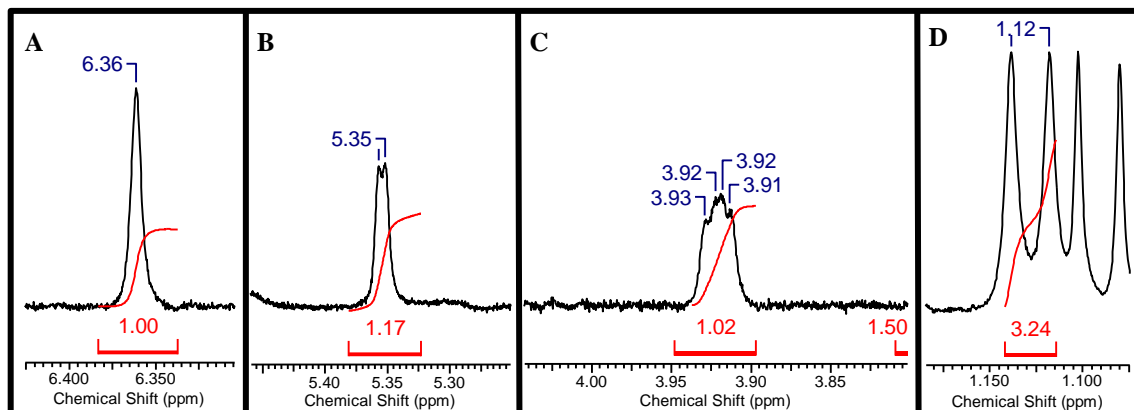 A
6.36
1.00
6.400 6.350
Chemical Shift (ppm)
B
5.35
1.17
5.40 5.35 5.30
Chemical Shift (ppm)
C
3.92
3.92
3.93
3.91
1.02
1.50
4.00 3.95 3.90 3.85
Chemical Shift (ppm)
D
1.12
3.24
1.150 1.100
Chemical Shift (ppm)